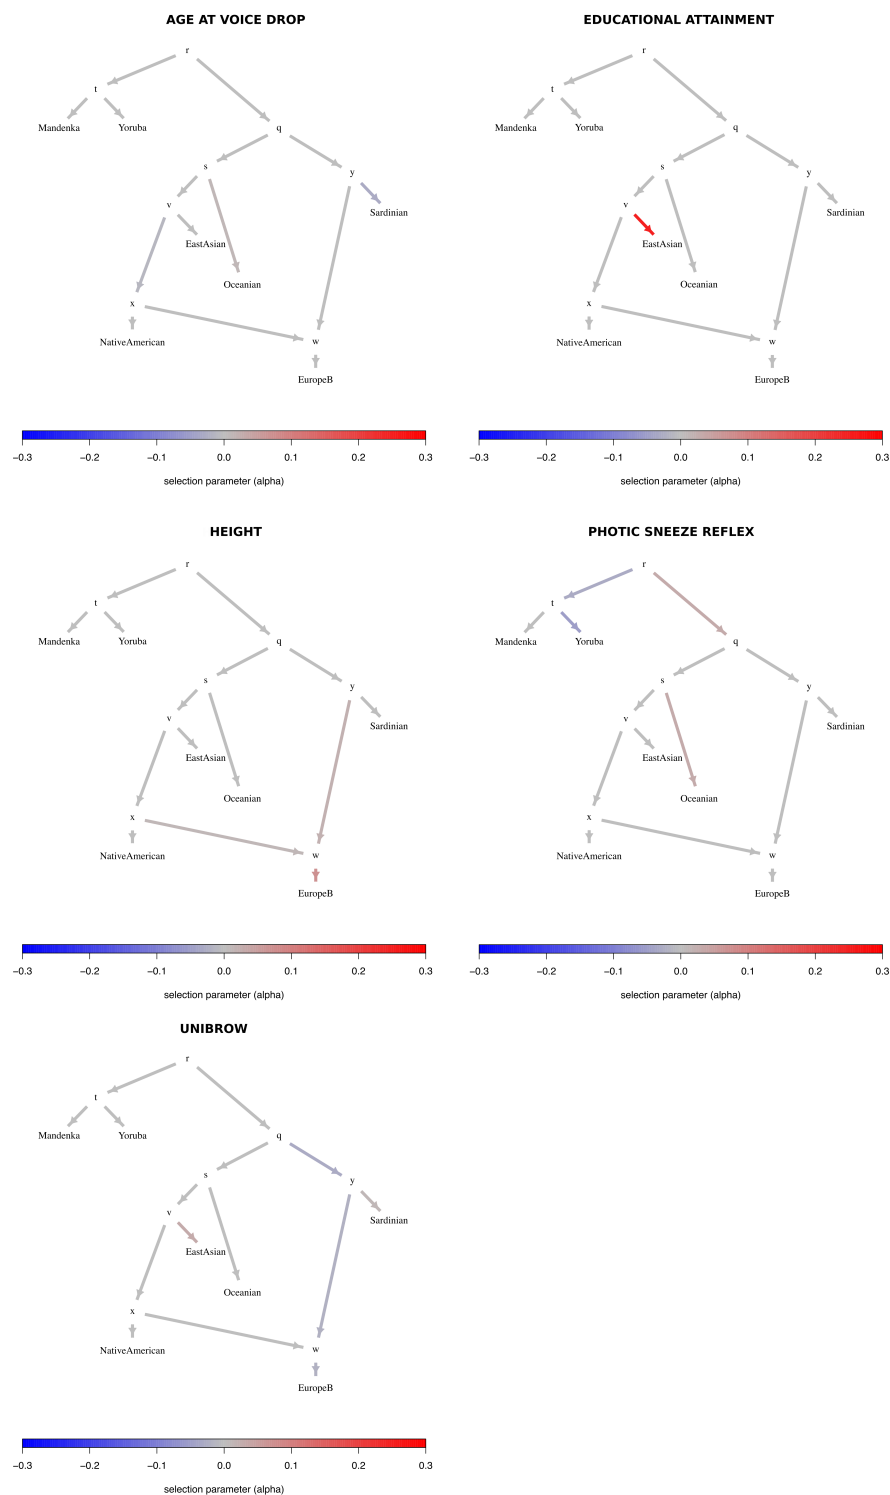 AGE AT VOICE DROP
r
t
Mandenka
Yoruba
q
s
y
v
Sardinian
EastAsian
Oceanian
x
NativeAmerican
w
EuropeB
−0.3 −0.2 −0.1 0.0 0.1 0.2 0.3
selection parameter (alpha)
EDUCATIONAL ATTAINMENT
r
t
Mandenka
Yoruba
q
s
y
v
Sardinian
EastAsian
Oceanian
x
NativeAmerican
w
EuropeB
−0.3 −0.2 −0.1 0.0 0.1 0.2 0.3
selection parameter (alpha)
HEIGHT
r
t
Mandenka
Yoruba
q
s
y
v
Sardinian
EastAsian
Oceanian
x
NativeAmerican
w
EuropeB
−0.3 −0.2 −0.1 0.0 0.1 0.2 0.3
selection parameter (alpha)
PHOTIC SNEEZE REFLEX
r
t
Mandenka
Yoruba
q
s
y
v
Sardinian
EastAsian
Oceanian
x
NativeAmerican
w
EuropeB
−0.3 −0.2 −0.1 0.0 0.1 0.2 0.3
selection parameter (alpha)
UNIBROW
r
t
Mandenka
Yoruba
q
s
y
v
Sardinian
EastAsian
Oceanian
x
NativeAmerican
w
EuropeB
−0.3 −0.2 −0.1 0.0 0.1 0.2 0.3
selection parameter (alpha)